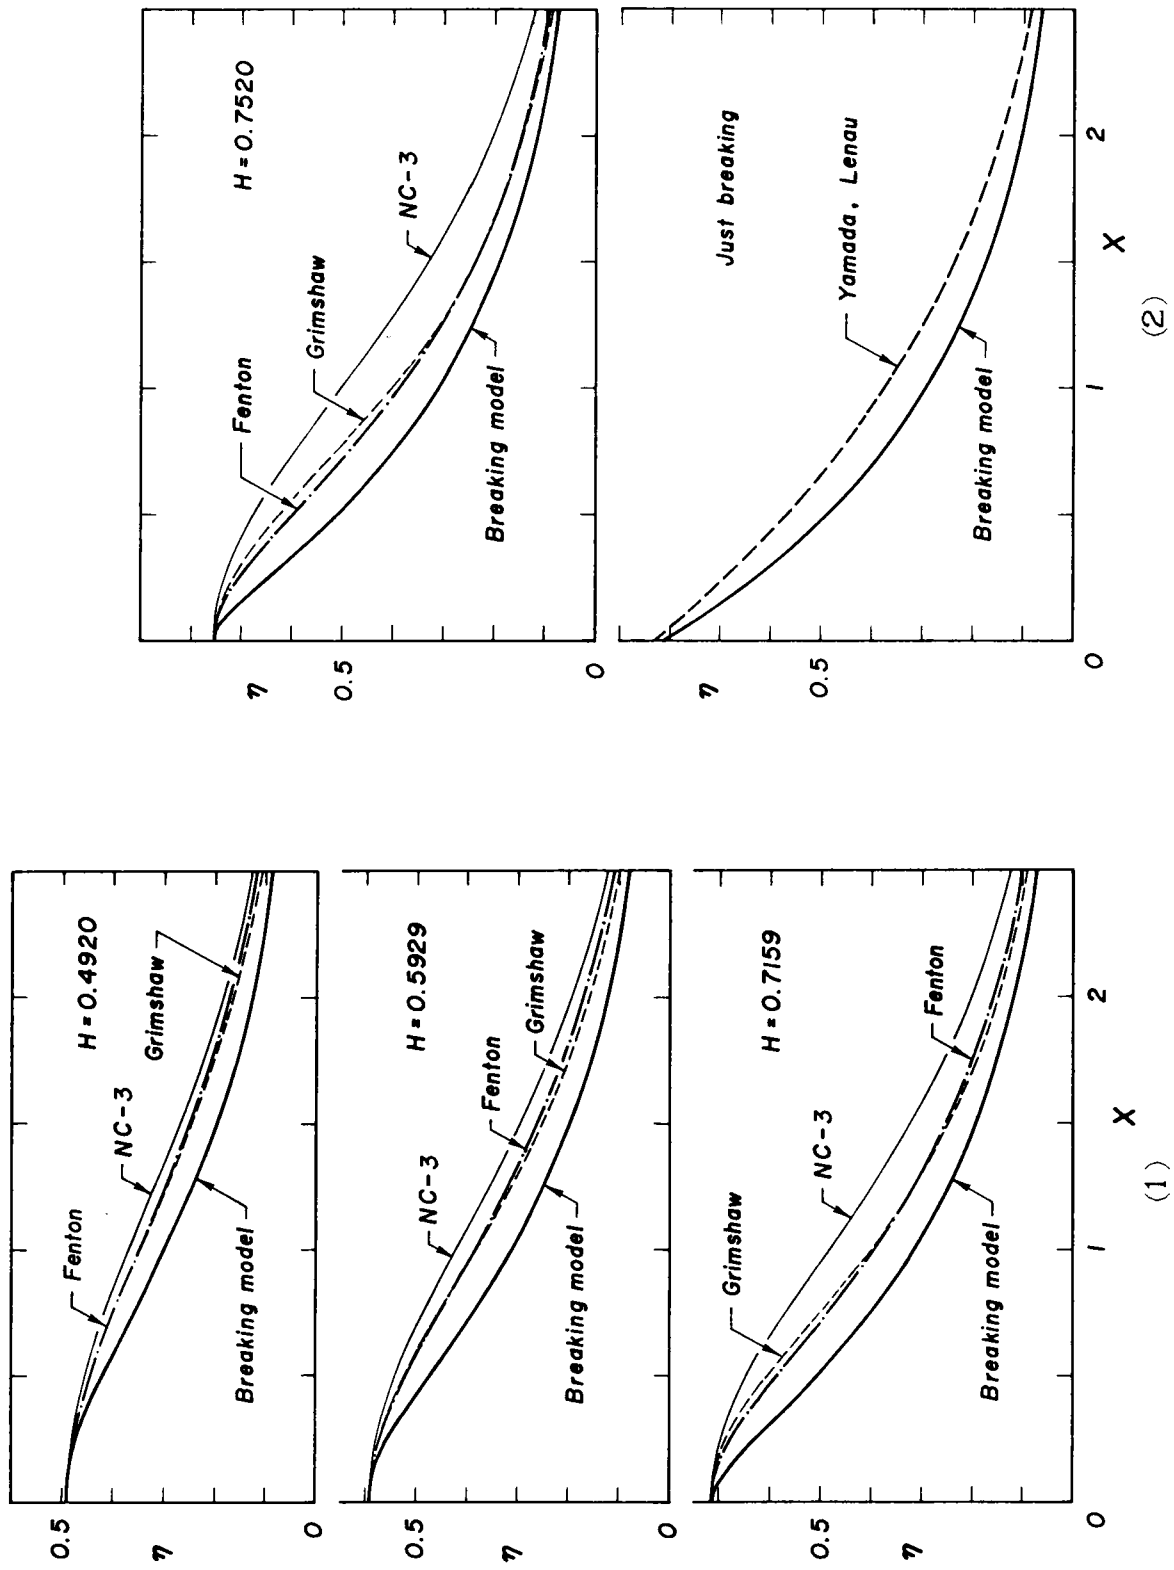 H = 0.4920
Fenton
NC-3
Grimshaw
Breaking model
0.5
η
0
H = 0.5929
NC-3
Fenton
Grimshaw
Breaking model
0.5
η
0
H = 0.7159
Grimshaw
NC-3
Fenton
Breaking model
0.5
η
0
1
2
X
(1)
H = 0.7520
Fenton
Grimshaw
NC-3
Breaking model
η
0.5
0
Just breaking
Yamada, Lenau
Breaking model
η
0.5
0
1
2
X
(2)